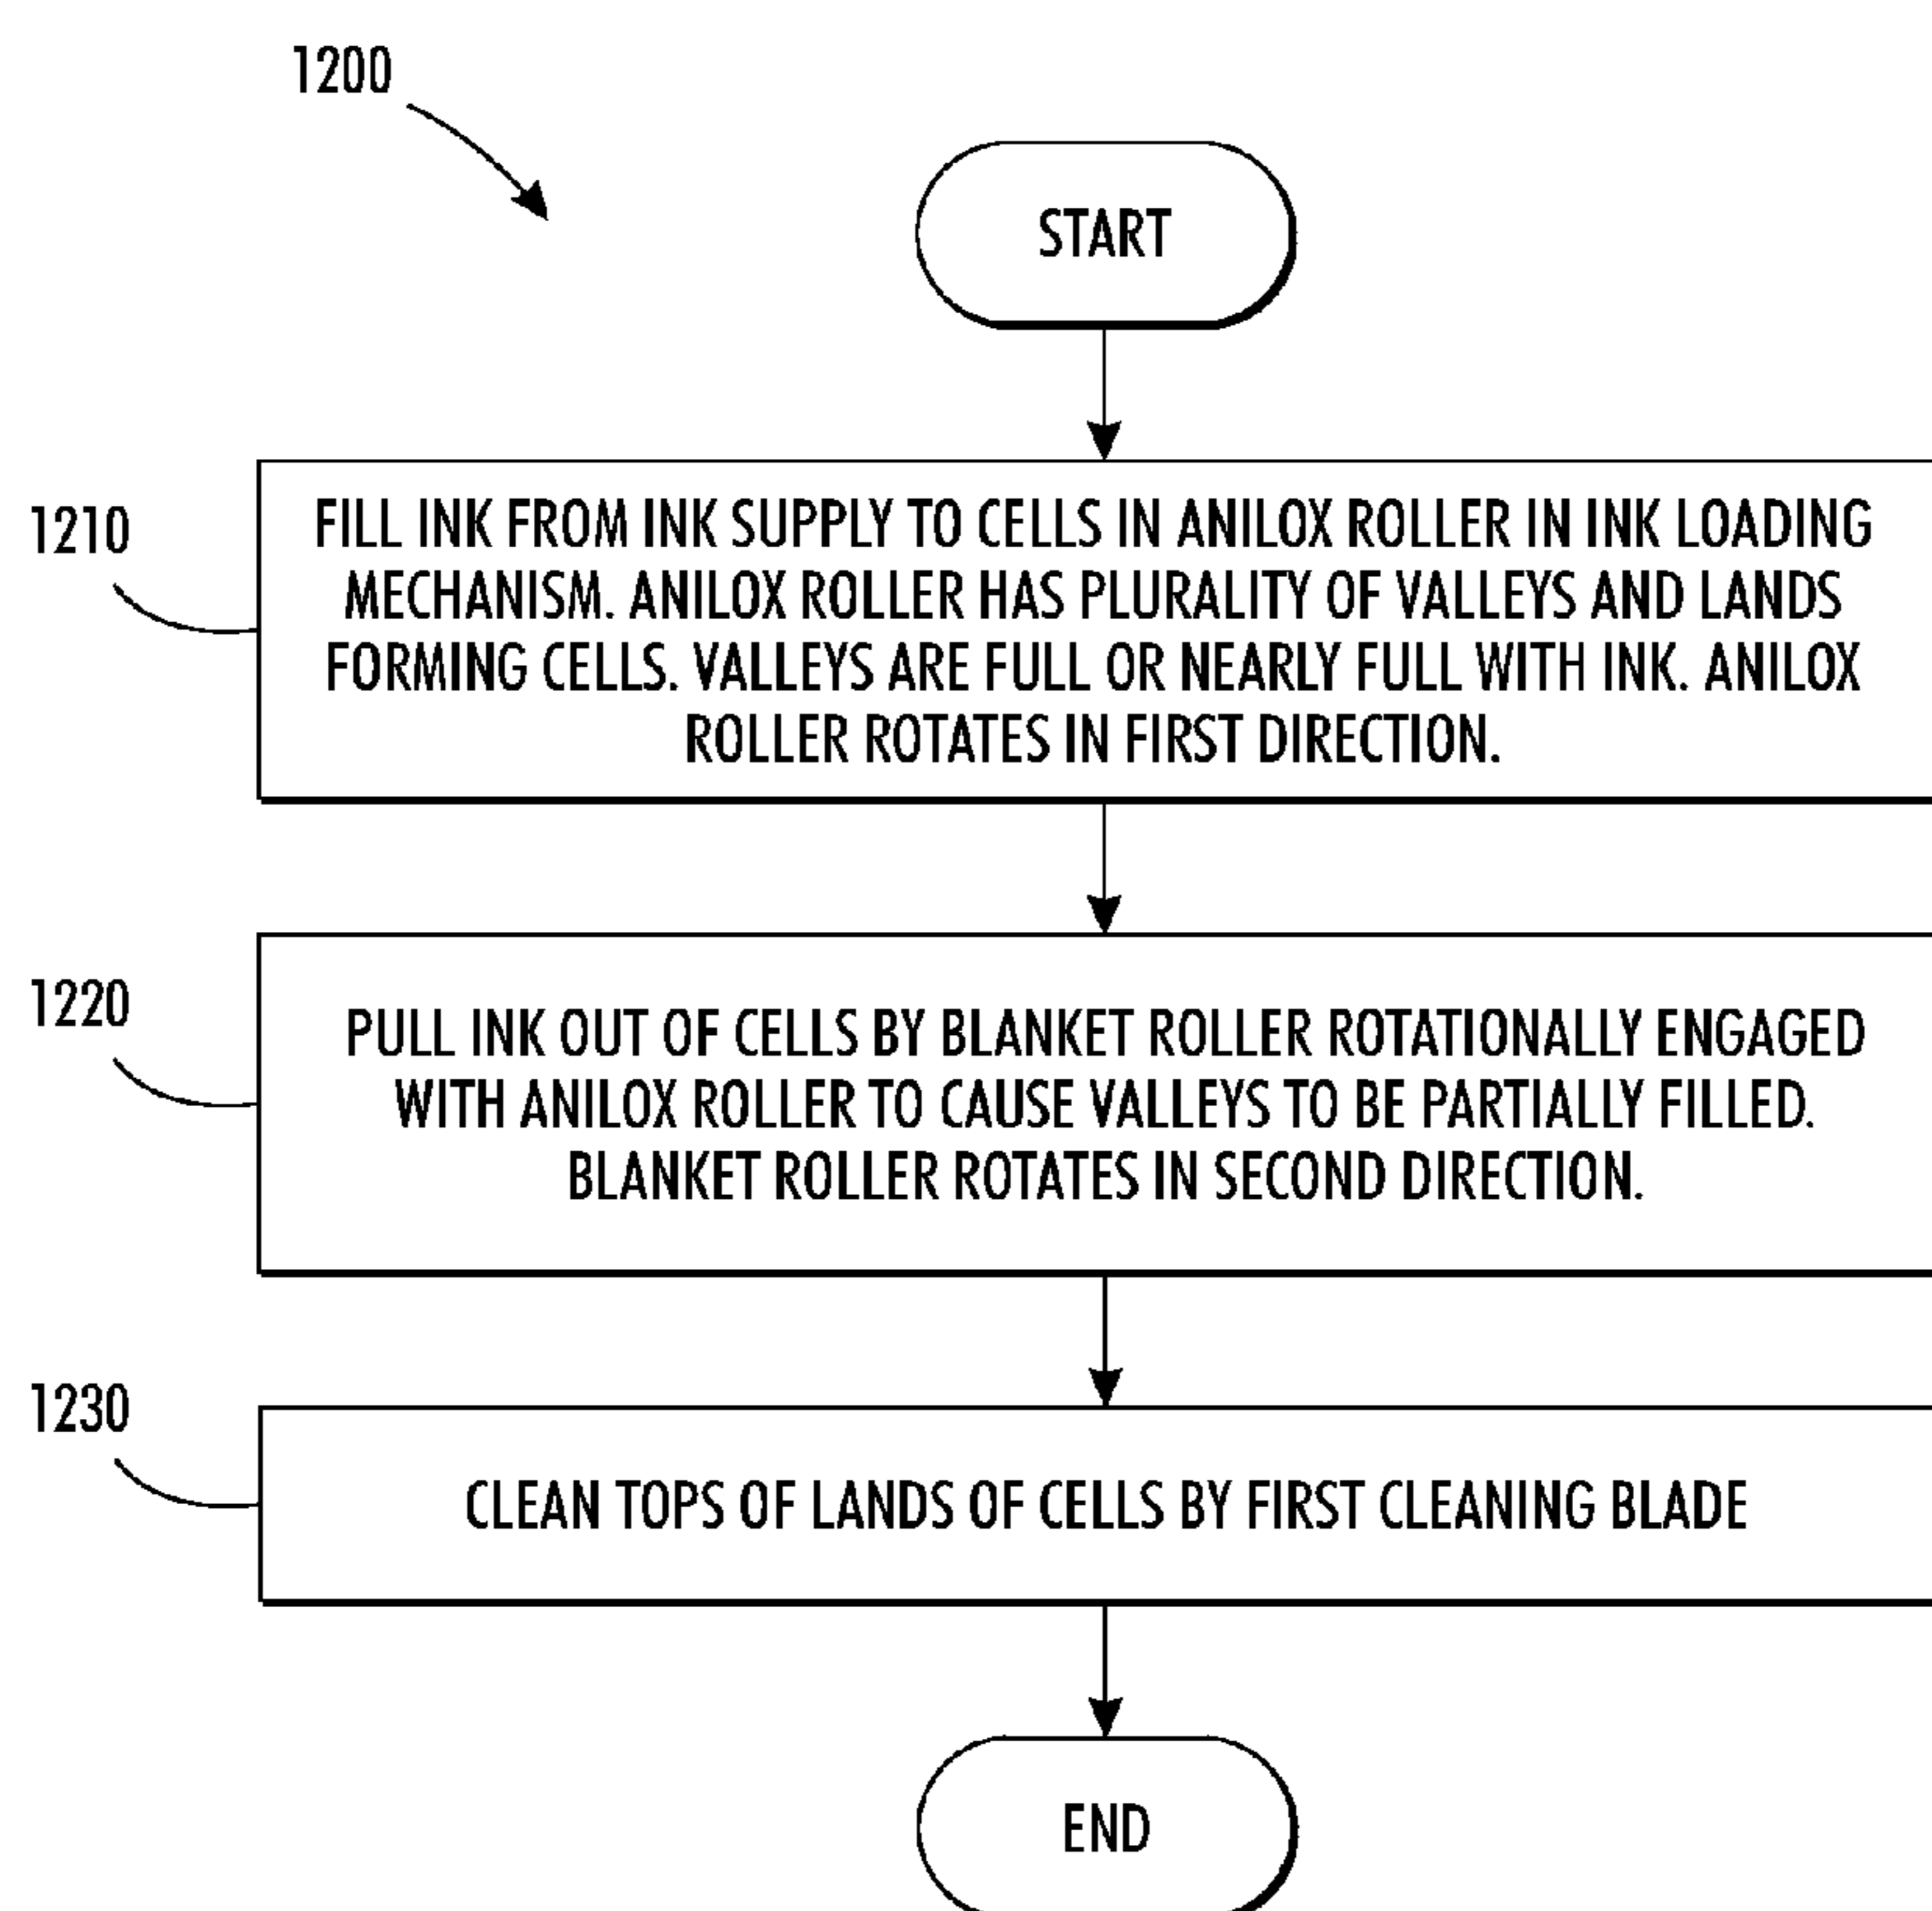 1200
START
1210
FILL INK FROM INK SUPPLY TO CELLS IN ANILOX ROLLER IN INK LOADING
MECHANISM. ANILOX ROLLER HAS PLURALITY OF VALLEYS AND LANDS
FORMING CELLS. VALLEYS ARE FULL OR NEARLY FULL WITH INK. ANILOX
ROLLER ROTATES IN FIRST DIRECTION.
1220
PULL INK OUT OF CELLS BY BLANKET ROLLER ROTATIONALLY ENGAGED
WITH ANILOX ROLLER TO CAUSE VALLEYS TO BE PARTIALLY FILLED.
BLANKET ROLLER ROTATES IN SECOND DIRECTION.
1230
CLEAN TOPS OF LANDS OF CELLS BY FIRST CLEANING BLADE
END